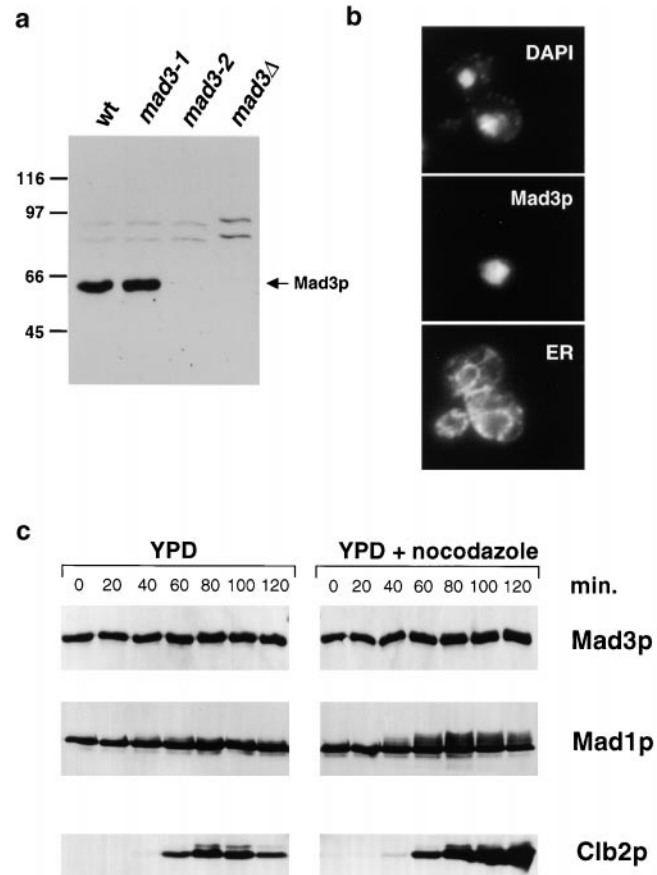 a
wt mad3-1 mad3-2 mad3Δ
116
97
66
45
← Mad3p
b
DAPI
Mad3p
ER
c
YPD YPD + nocodazole
0 20 40 60 80 100 120 0 20 40 60 80 100 120 min.
Mad3p
Mad1p
Clb2p